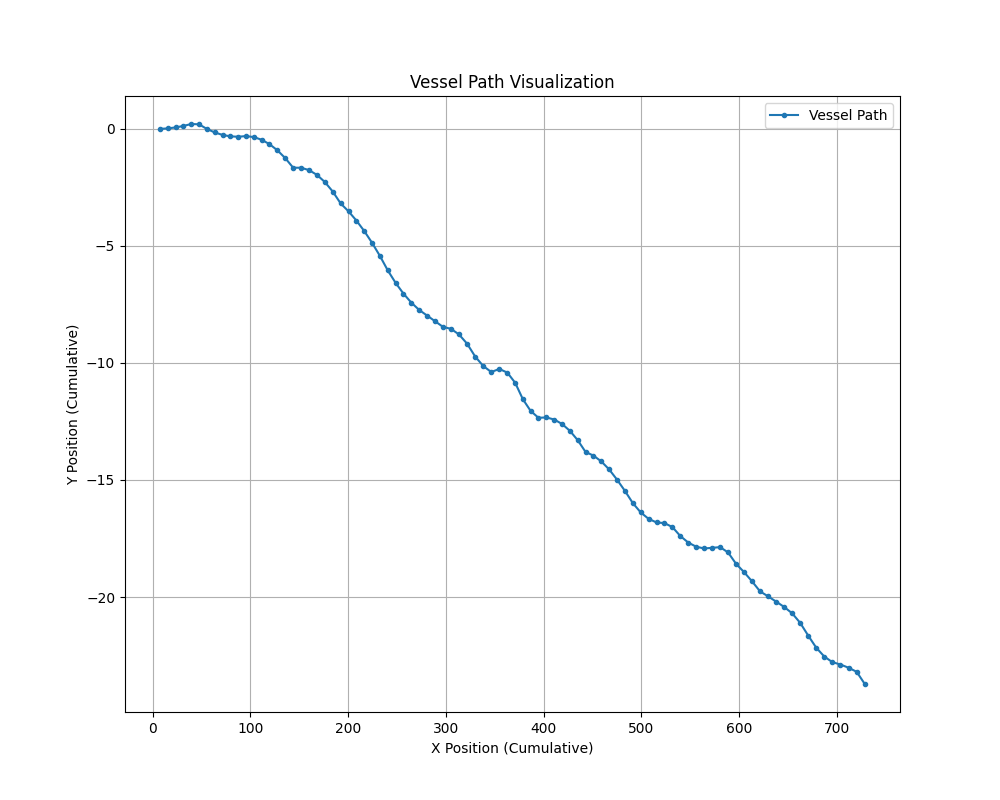 Vessel Path Visualization
Vessel Path
0
−5
−10
−15
−20
Y Position (Cumulative)
0 100 200 300 400 500 600 700
X Position (Cumulative)